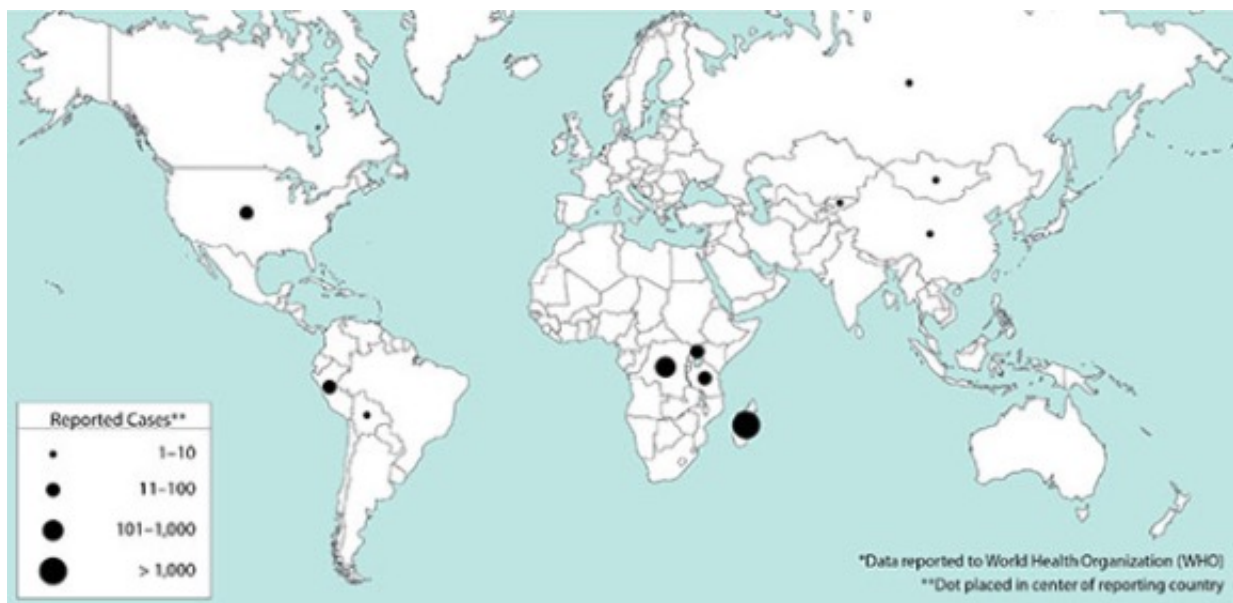 Reported Cases**
1–10
11–100
101–1,000
> 1,000
*Data reported to World Health Organization (WHO)
**Dot placed in center of reporting country